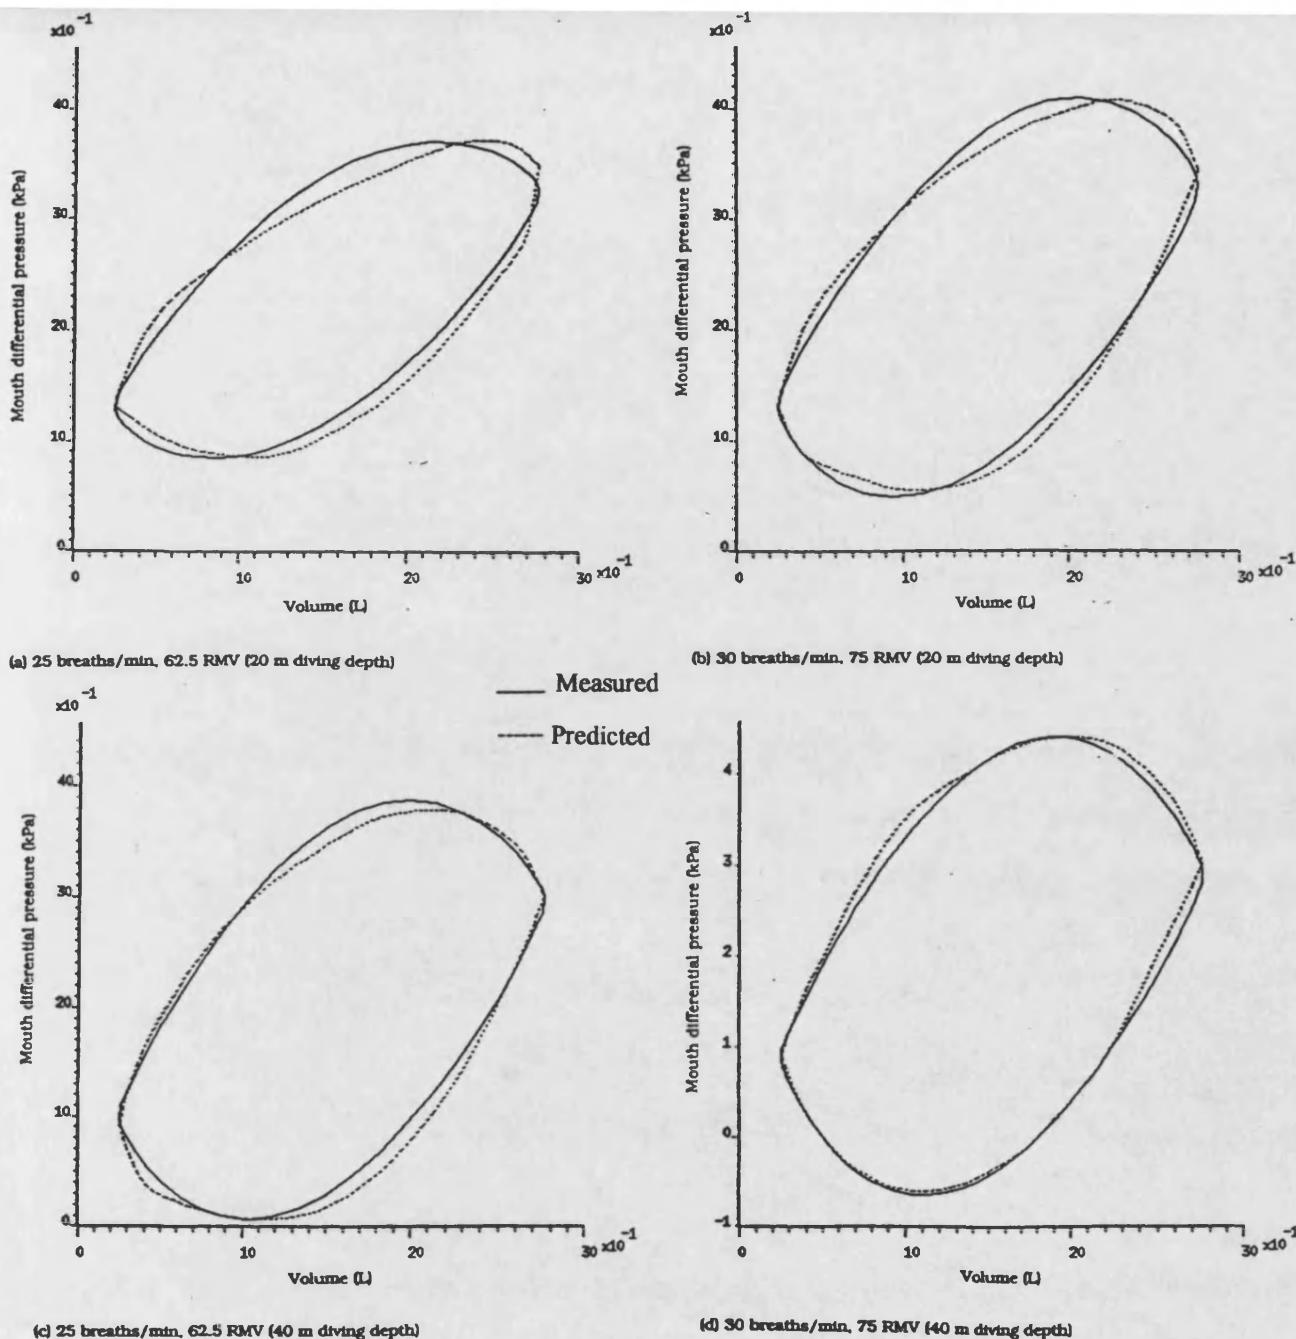 x10⁻¹
40
30
20
10
0
Mouth differential pressure (kPa)
0 10 20 30 x10⁻¹
Volume (L)
(a) 25 breaths/min, 62.5 RMV (20 m diving depth)
x10⁻¹
40
30
20
10
0
Mouth differential pressure (kPa)
0 10 20 30 x10⁻¹
Volume (L)
(b) 30 breaths/min, 75 RMV (20 m diving depth)
Measured
Predicted
x10⁻¹
40
30
20
10
0
Mouth differential pressure (kPa)
0 10 20 30 x10⁻¹
Volume (L)
(c) 25 breaths/min, 62.5 RMV (40 m diving depth)
4
3
2
1
0
-1
Mouth differential pressure (kPa)
0 10 20 30 x10⁻¹
Volume (L)
(d) 30 breaths/min, 75 RMV (40 m diving depth)